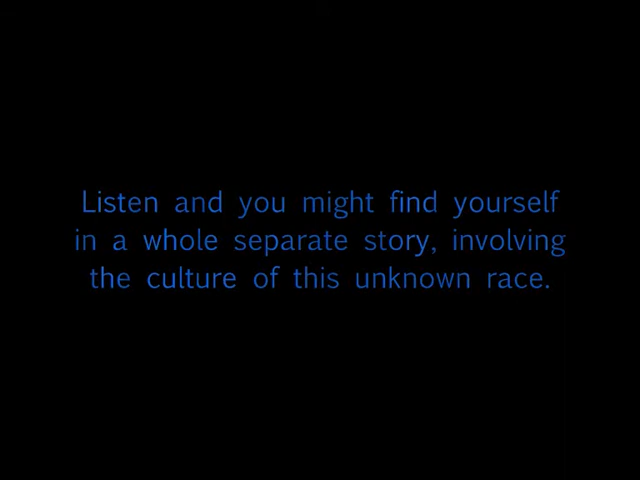 Listen and you might find yourself
in a whole separate story, involving
the culture of this unknown race.